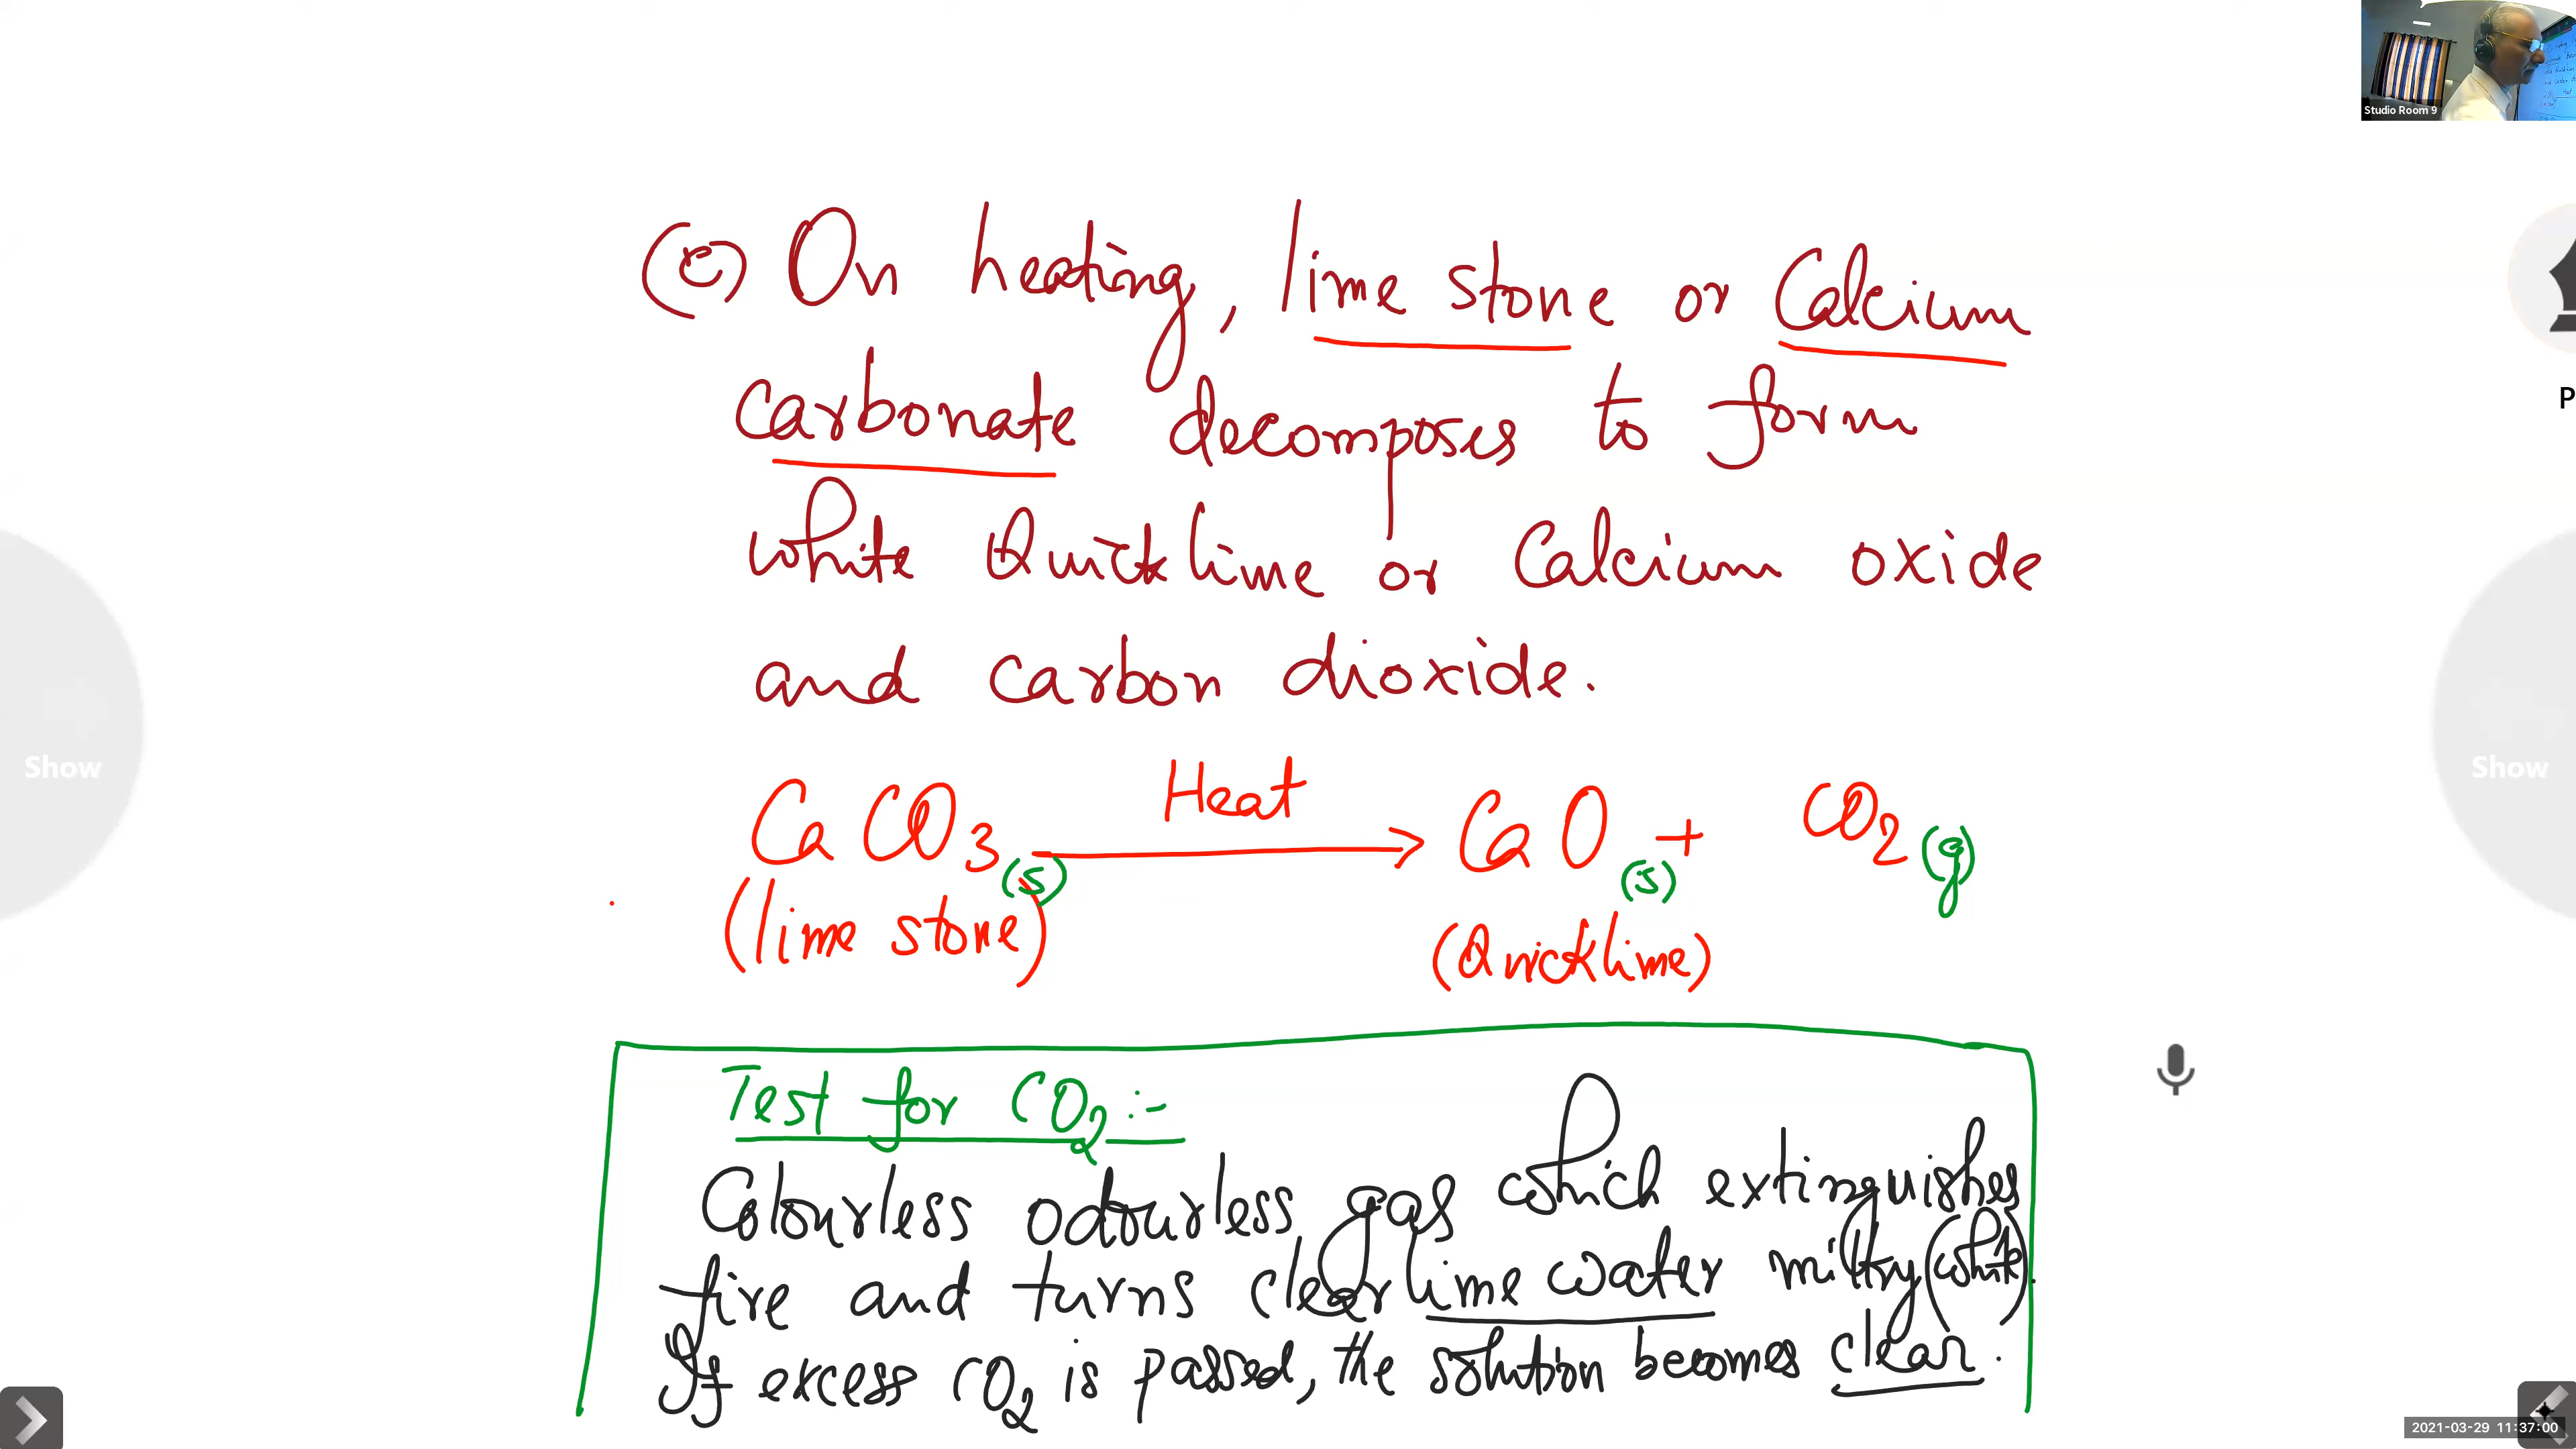 Studio Room 9
(c) On heating, lime stone or Calcium
carbonate decomposes to form
white Quicklime or Calcium oxide
and carbon dioxide.
P
Show
Show
Heat
CaCO3(s) → CaO(s) + CO2(g)
(lime stone) (Quicklime)
Test for CO2 :-
Colourless odourless gas which extinguishes
fire and turns clear lime water milky (white).
If excess CO2 is passed, the solution becomes clear.
2021-03-29 11:37:00